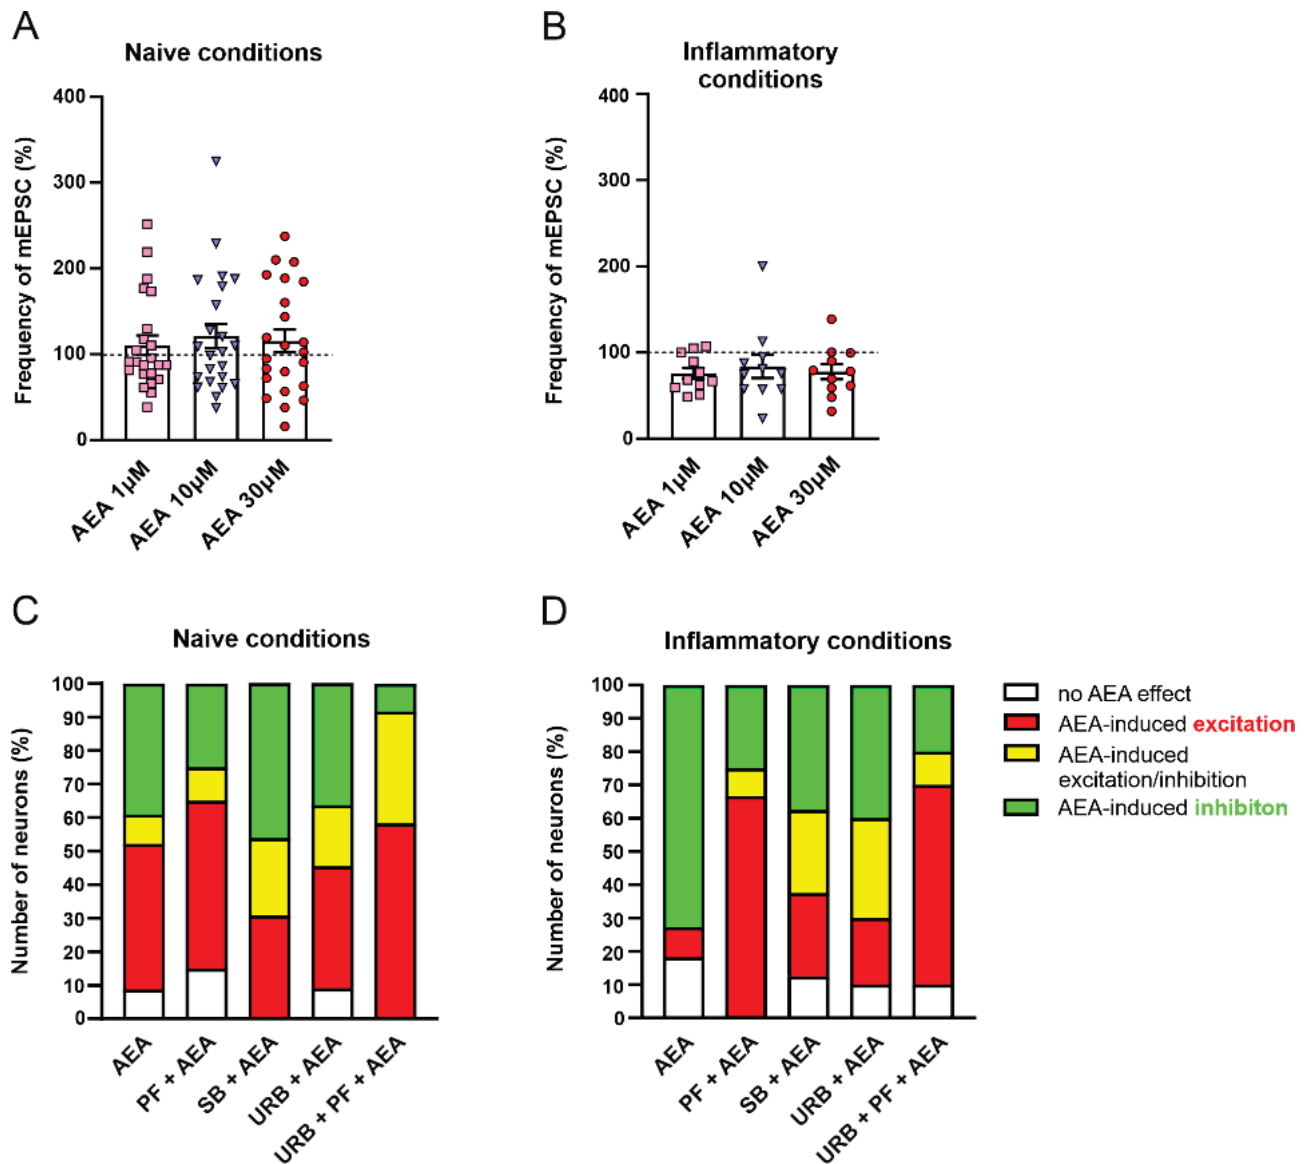 A
Naive conditions
Frequency of mEPSC (%)
400
300
200
100
0
AEA 1µM
AEA 10µM
AEA 30µM
B
Inflammatory
conditions
Frequency of mEPSC (%)
400
300
200
100
0
AEA 1µM
AEA 10µM
AEA 30µM
C
Naive conditions
Number of neurons (%)
100
90
80
70
60
50
40
30
20
10
0
AEA
PF + AEA
SB + AEA
URB + AEA
URB + PF + AEA
D
Inflammatory conditions
Number of neurons (%)
100
90
80
70
60
50
40
30
20
10
0
AEA
PF + AEA
SB + AEA
URB + AEA
URB + PF + AEA
no AEA effect
AEA-induced excitation
AEA-induced
excitation/inhibition
AEA-induced inhibiton